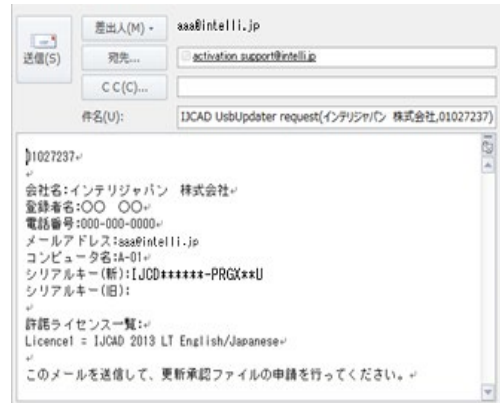 差出人(M)
aaa@intelli.jp
送信(S)
宛先...
activation support@intelli.jp
C C(C)...
件名(U):
IJCAD UsbUpdater request(インテリジャパン 株式会社,01027237)
01027237
会社名:インテリジャパン 株式会社
登録者名:○○ ○○
電話番号:000-000-0000
メールアドレス:aaa@intelli.jp
コンピュータ名:A-01
シリアルキー(新):[JCD******-PRGX**U
シリアルキー(旧):
許諾ライセンス一覧:
Licence1 = IJCAD 2013 LT English/Japanese
このメールを送信して、更新承認ファイルの申請を行ってください。